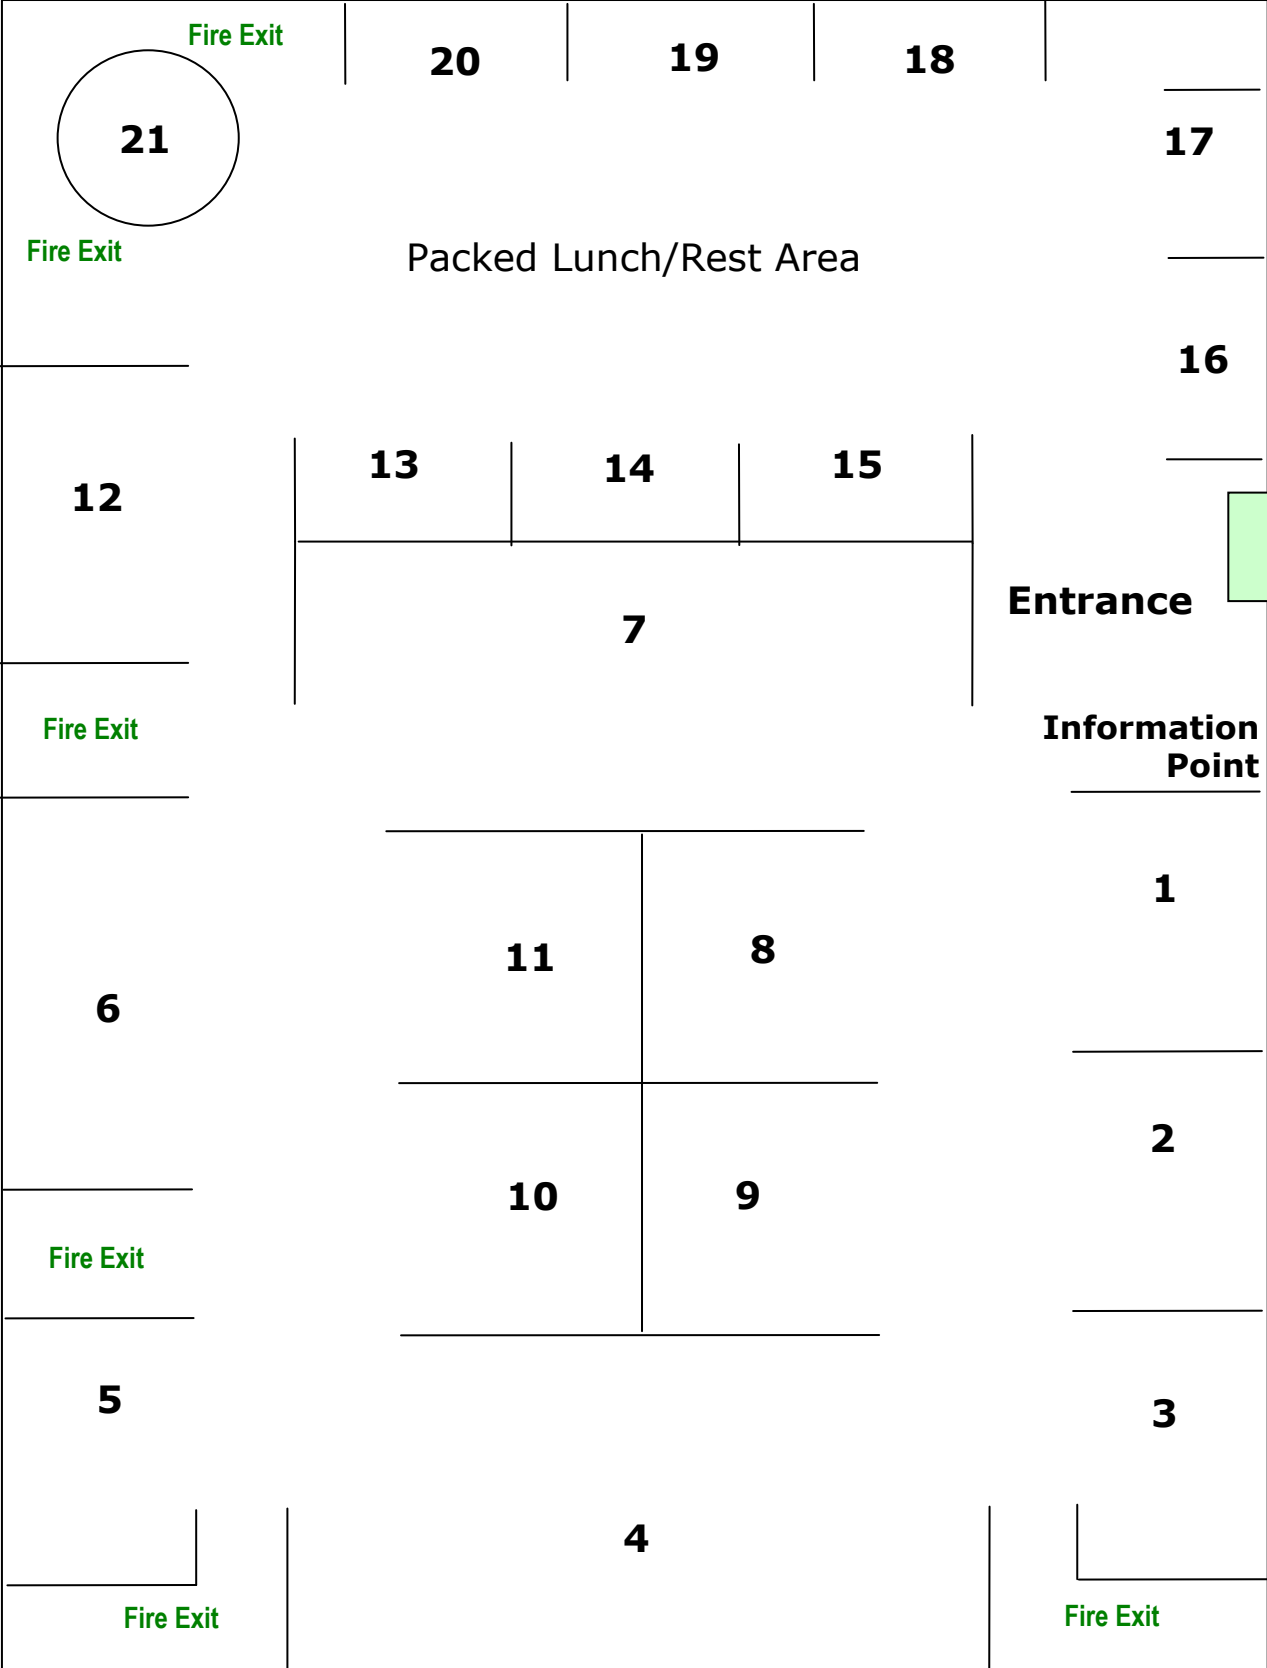 Fire Exit
20
19
18
21
17
Fire Exit
Packed Lunch/Rest Area
16
13
14
15
12
Entrance
7
Fire Exit
Information
Point
1
11
8
6
2
10
9
Fire Exit
5
3
4
Fire Exit
Fire Exit